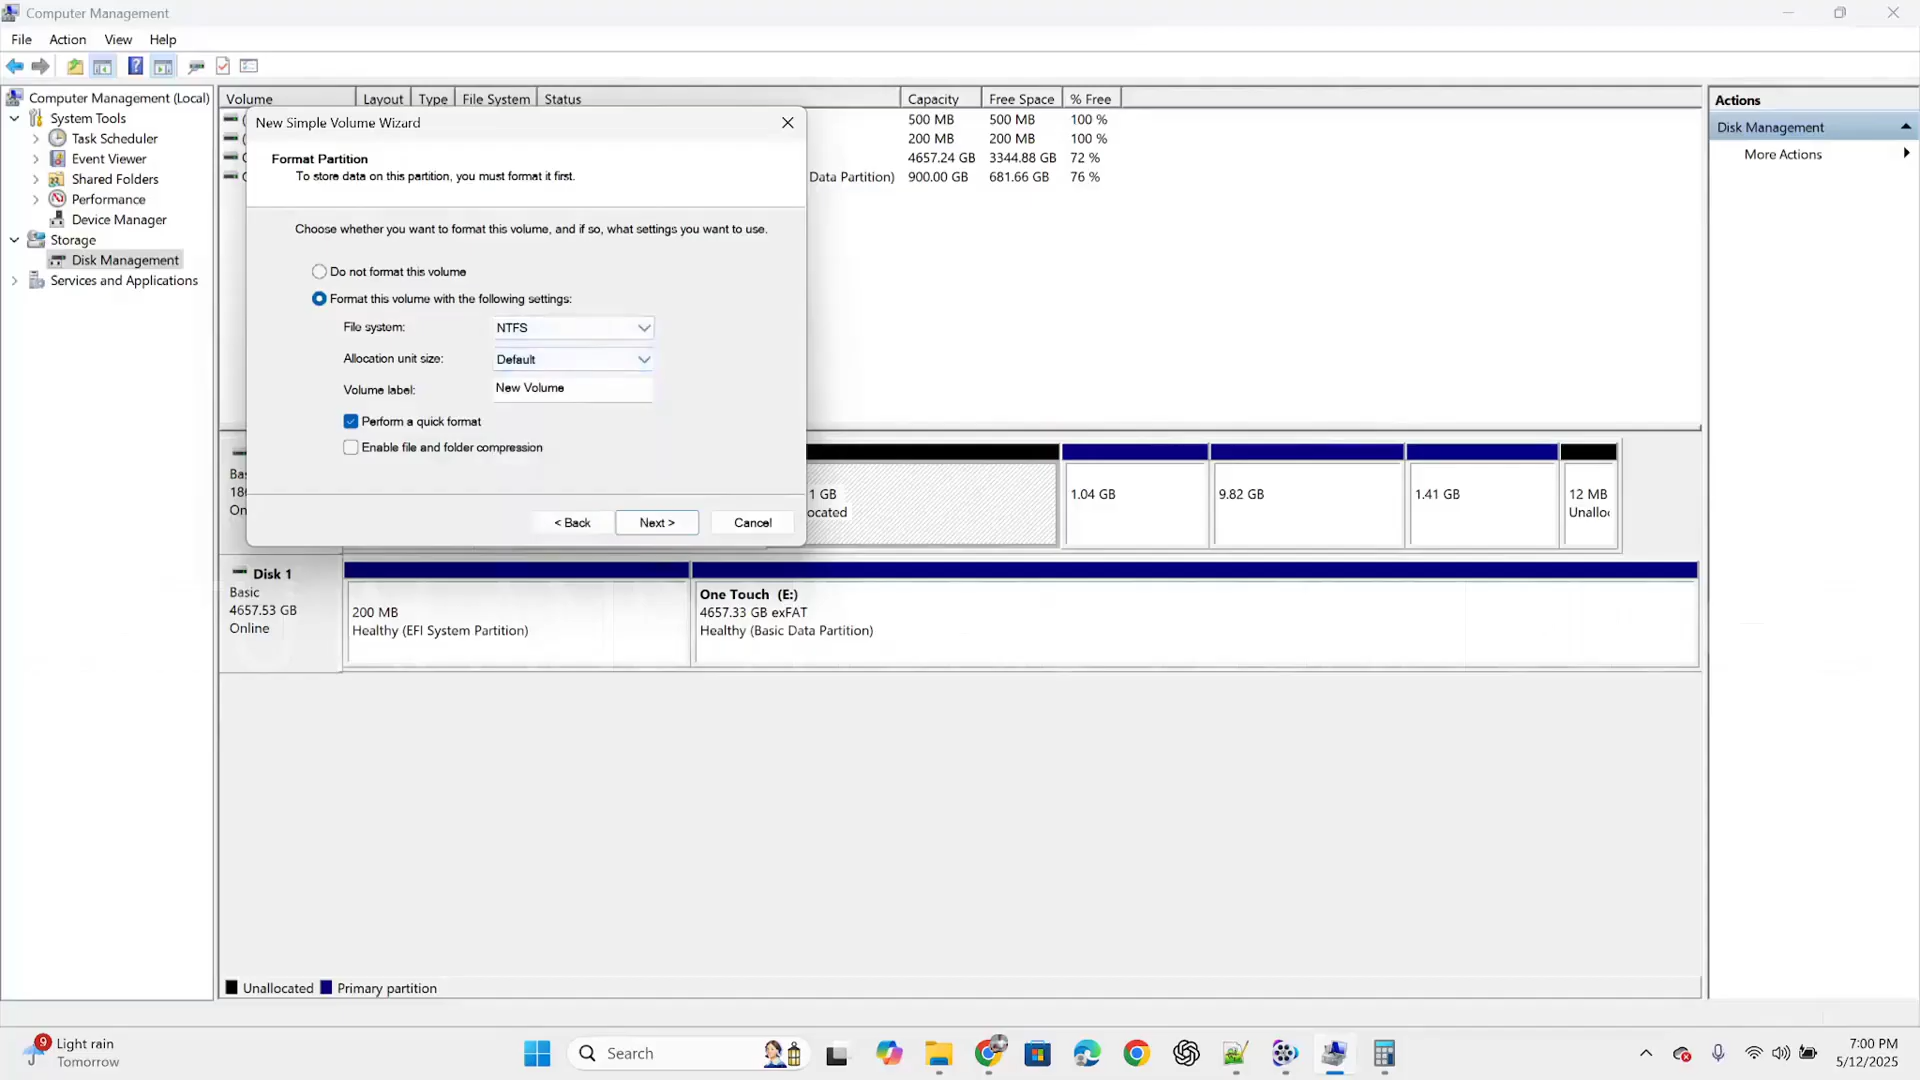 Computer Management
File Action View Help
Computer Management (Local)
System Tools
Task Scheduler
Event Viewer
Shared Folders
Performance
Device Manager
Storage
Disk Management
Services and Applications
Volume Layout Type File System Status Capacity Free Space % Free
500 MB 500 MB 100 %
200 MB 200 MB 100 %
4657.24 GB 3344.88 GB 72 %
Data Partition) 900.00 GB 681.66 GB 76 %
New Simple Volume Wizard
Format Partition
To store data on this partition, you must format it first.
Choose whether you want to format this volume, and if so, what settings you want to use.
Do not format this volume
Format this volume with the following settings:
File system: NTFS
Allocation unit size: Default
Volume label: New Volume
Perform a quick format
Enable file and folder compression
< Back Next > Cancel
Bas
On
1 GB
ocated
1.04 GB
9.82 GB
1.41 GB
12 MB
Unalloc
Disk 1
Basic
4657.53 GB
Online
200 MB
Healthy (EFI System Partition)
One Touch (E:)
4657.33 GB exFAT
Healthy (Basic Data Partition)
Unallocated Primary partition
Actions
Disk Management
More Actions
9
Light rain
Tomorrow
Search
7:00 PM
5/12/2025